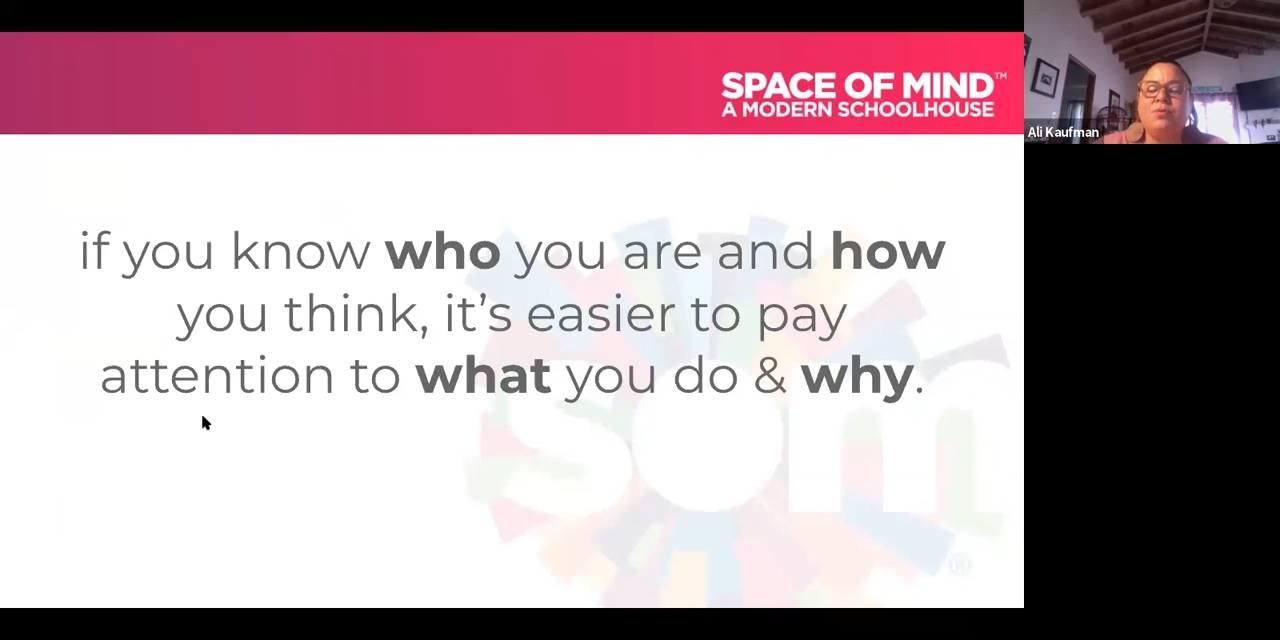 SPACE OF MIND™
A MODERN SCHOOLHOUSE
Ali Kaufman
if you know who you are and how
you think, it's easier to pay
attention to what you do & why.
som